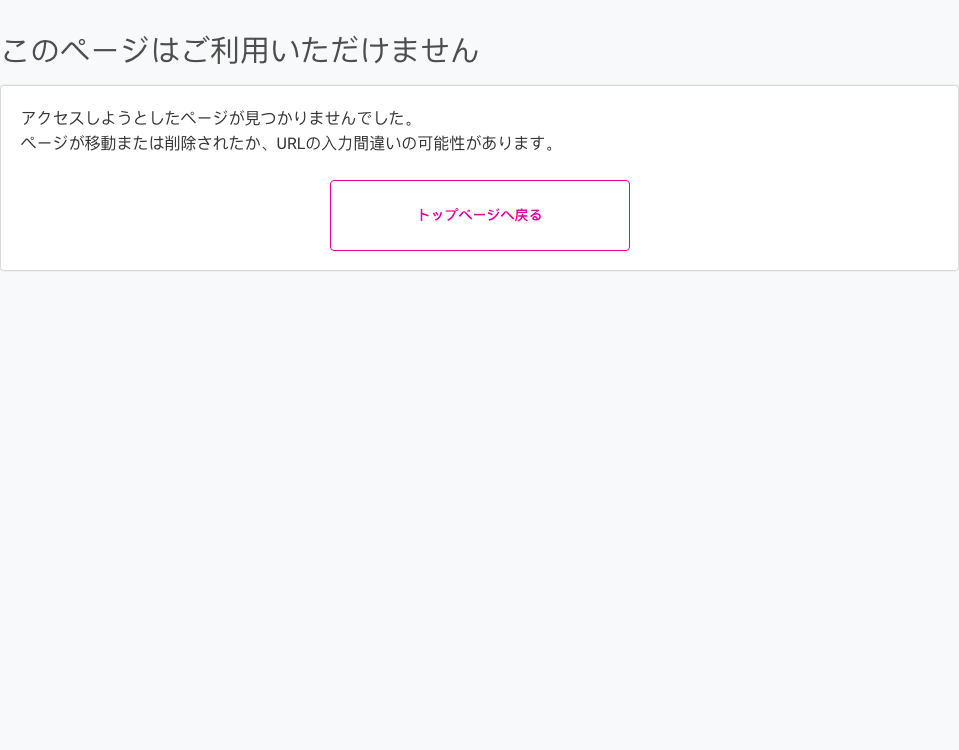 このページはご利用いただけません
アクセスしようとしたページが見つかりませんでした。
ページが移動または削除されたか、URLの入力間違いの可能性があります。
トップページへ戻る